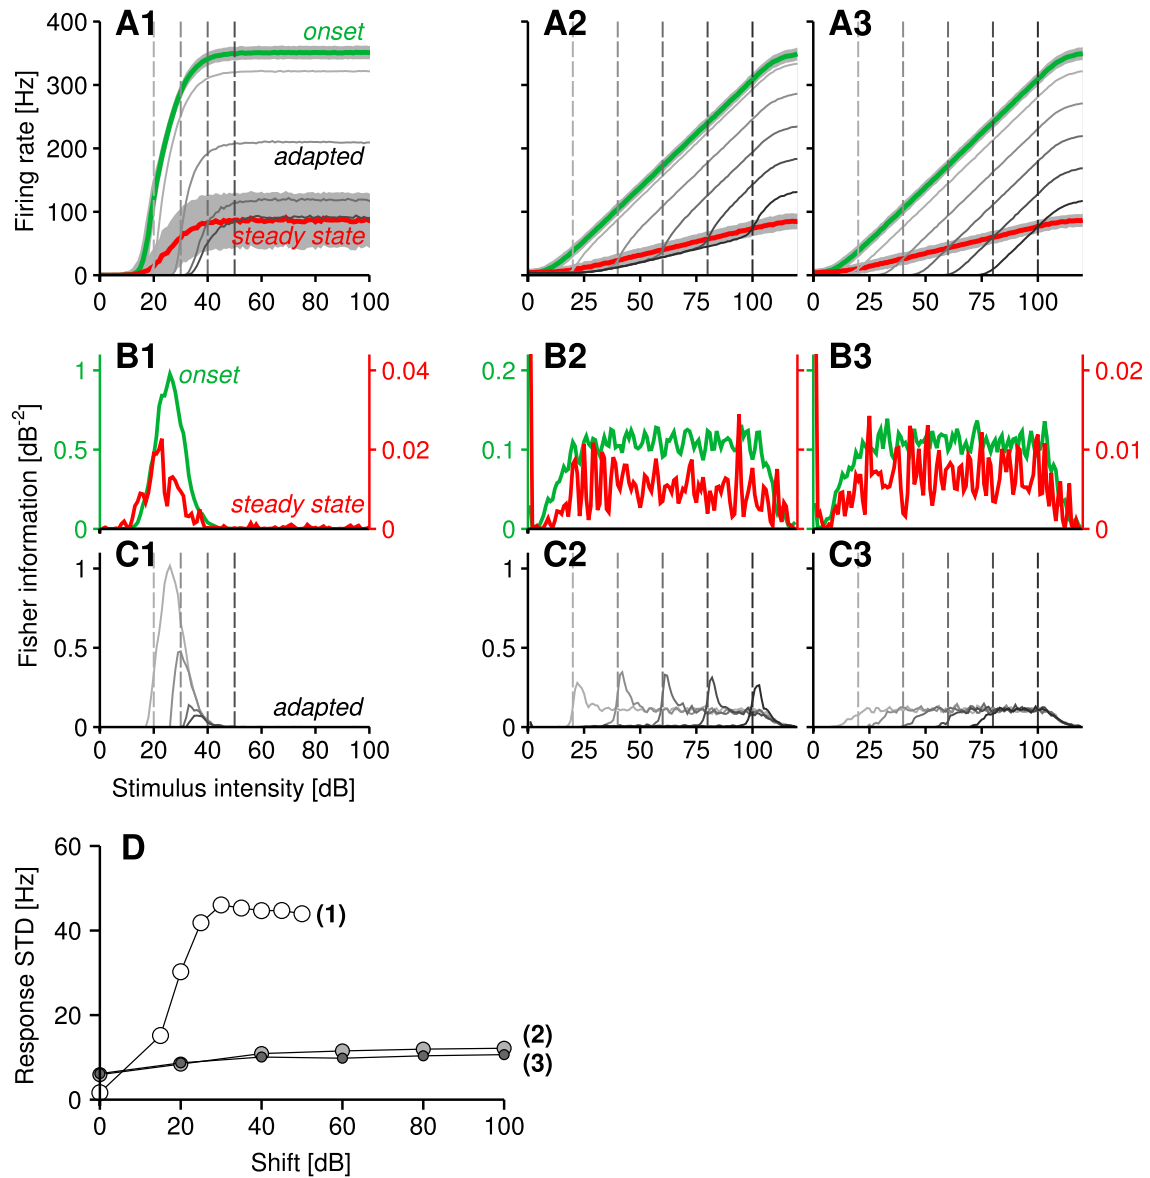 A1
A2
A3
400
300
200
100
0
Firing rate [Hz]
onset
adapted
steady state
0 20 40 60 80 100
0 25 50 75 100
0 25 50 75 100
B1
B2
B3
1
0.5
0
onset
steady state
0.04
0.02
0
0.2
0.1
0
0.02
0.01
0
Fisher information [dB-2]
C1
C2
C3
1
0.5
0
adapted
1
0.5
0
0 20 40 60 80 100
0 25 50 75 100
0 25 50 75 100
Stimulus intensity [dB]
D
60
40
20
0
Response STD [Hz]
(1)
(2)
(3)
0 20 40 60 80 100
Shift [dB]